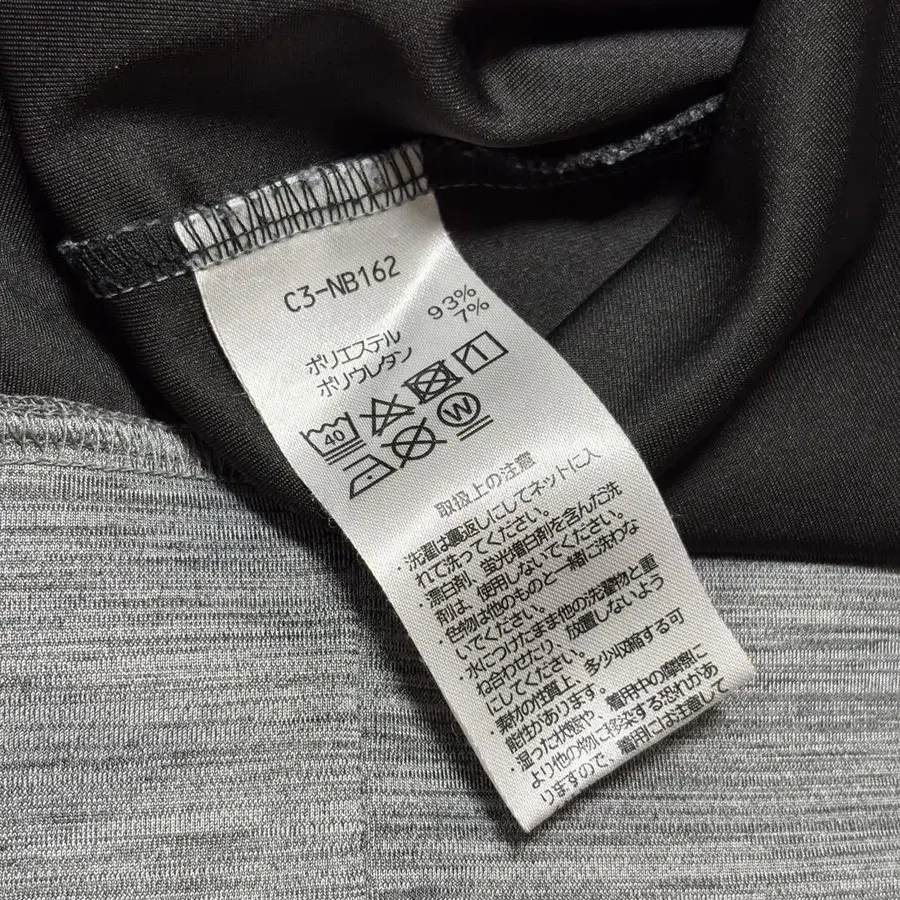 C3-NB162
ポリエステル 93%
ポリウレタン 7%
40
W
取扱上の注意
・洗濯は裏返しにしてネットに入
れて洗ってください。
・漂白剤、蛍光増白剤を含んだ洗
剤は、使用しないでください。
・色物は他のものと一緒に洗わな
いでください。
・水につけたまま他の洗濯物と重
ね合わせたり、放置しないよう
にしてください。
・素材の性質上、多少収縮する可
能性があります。
・湿った状態や、着用中の摩擦に
より他の物に移染する恐れがあ
りますので、着用には注意して